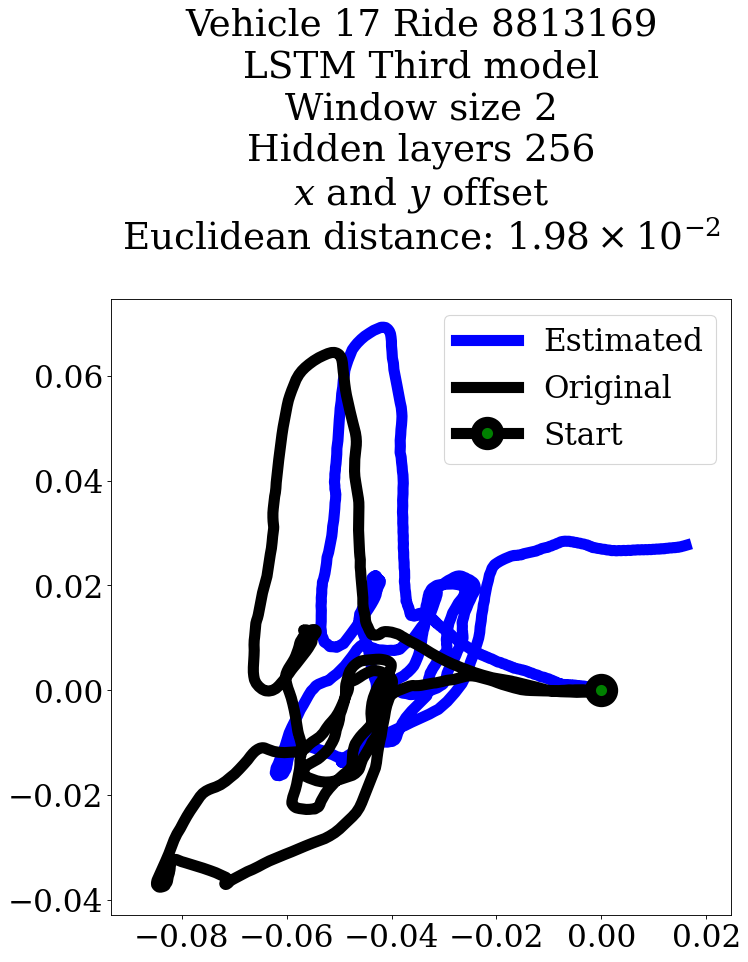 Vehicle 17 Ride 8813169
LSTM Third model
Window size 2
Hidden layers 256
x and y offset
Euclidean distance: 1.98 × 10⁻²
Estimated
Original
Start
0.06
0.04
0.02
0.00
−0.02
−0.04
−0.08 −0.06 −0.04 −0.02 0.00 0.02